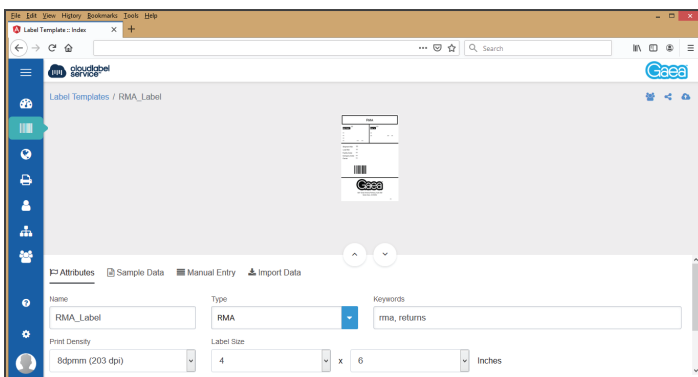 File Edit View History Bookmarks Tools Help
Label Template :: Index
Search
cloudlabel
service
Gaea
Label Templates / RMA_Label
RMA
Gaea
Attributes Sample Data Manual Entry Import Data
Name Type Keywords
RMA_Label RMA rma, returns
Print Density Label Size
8dpmm (203 dpi) 4 x 6 Inches